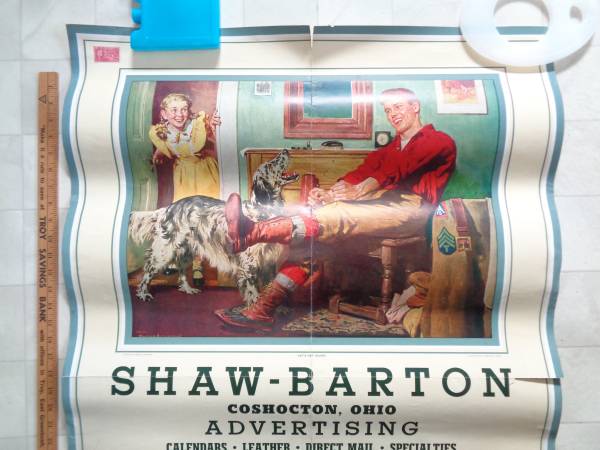 SHAW-BARTON
COSHOCTON, OHIO
ADVERTISING
CALENDARS • LEATHER • DIRECT MAIL • SPECIALTIES
TROY SAVINGS BANK